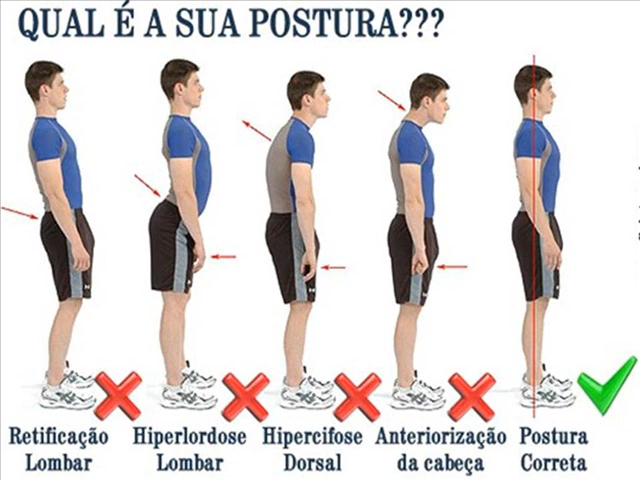 QUAL É A SUA POSTURA???
Retificação
Lombar
Hiperlordose
Lombar
Hipercifose
Dorsal
Anteriorização
da cabeça
Postura
Correta